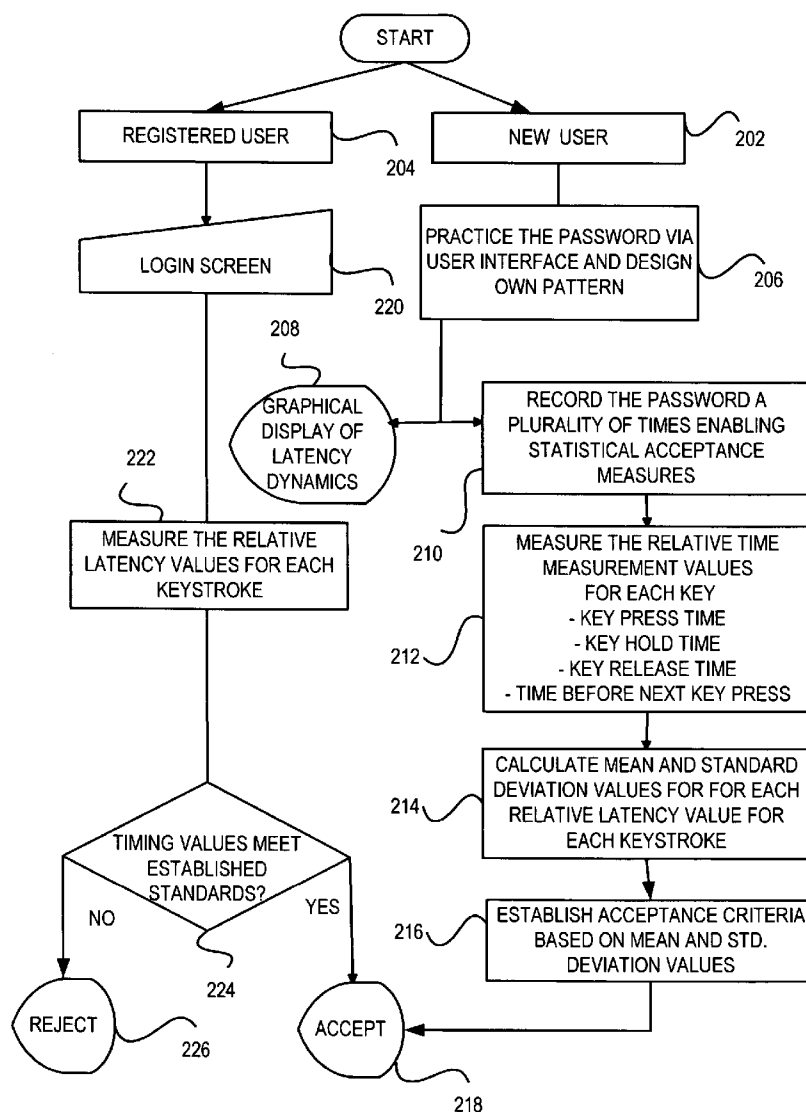 START
REGISTERED USER
204
NEW USER
202
LOGIN SCREEN
220
PRACTICE THE PASSWORD VIA
USER INTERFACE AND DESIGN
OWN PATTERN
206
208
GRAPHICAL
DISPLAY OF
LATENCY
DYNAMICS
RECORD THE PASSWORD A
PLURALITY OF TIMES ENABLING
STATISTICAL ACCEPTANCE
MEASURES
210
222
MEASURE THE RELATIVE
LATENCY VALUES FOR EACH
KEYSTROKE
MEASURE THE RELATIVE TIME
MEASUREMENT VALUES
FOR EACH KEY
- KEY PRESS TIME
- KEY HOLD TIME
- KEY RELEASE TIME
- TIME BEFORE NEXT KEY PRESS
212
CALCULATE MEAN AND STANDARD
DEVIATION VALUES FOR FOR EACH
RELATIVE LATENCY VALUE FOR
EACH KEYSTROKE
214
TIMING VALUES MEET
ESTABLISHED
STANDARDS?
NO
YES
224
ESTABLISH ACCEPTANCE CRITERIA
BASED ON MEAN AND STD.
DEVIATION VALUES
216
REJECT
226
ACCEPT
218